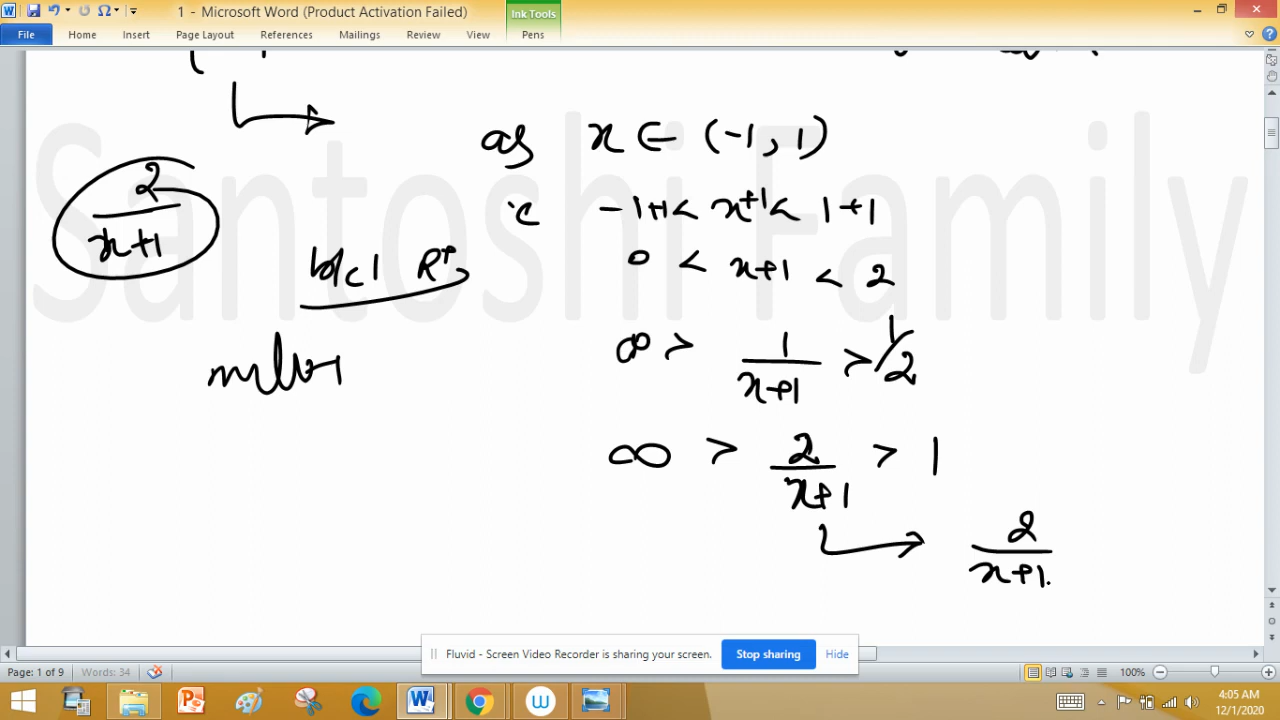 1 - Microsoft Word (Product Activation Failed)
Ink Tools
File Home Insert Page Layout References Mailings Review View Pens
Santoshi Family
as x ∈ (-1, 1)
2/(x+1)
-1+1 < x+1 < 1+1
R+
0 < x+1 < 2
∞ > 1/(x+1) > 1/2
∞ > 2/(x+1) > 1
2/(x+1)
Fluvid - Screen Video Recorder is sharing your screen. Stop sharing Hide
Page: 1 of 9 Words: 34 100%
4:05 AM
12/1/2020